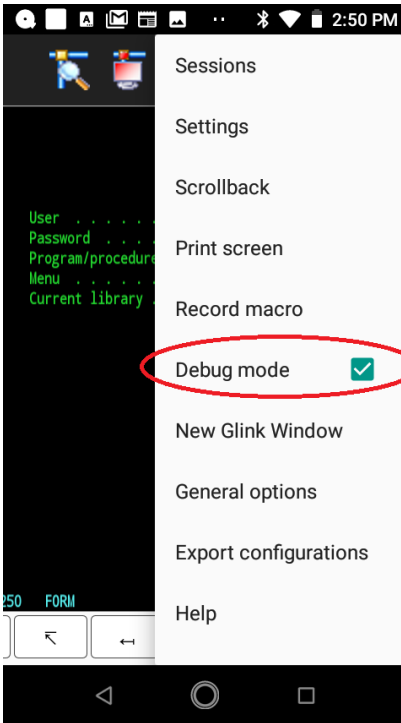 2:50 PM
Sessions
Settings
Scrollback
Print screen
Record macro
Debug mode
New Glink Window
General options
Export configurations
Help
User . . . . . .
Password . . . .
Program/procedure
Menu . . . . . .
Current library .
250 FORM